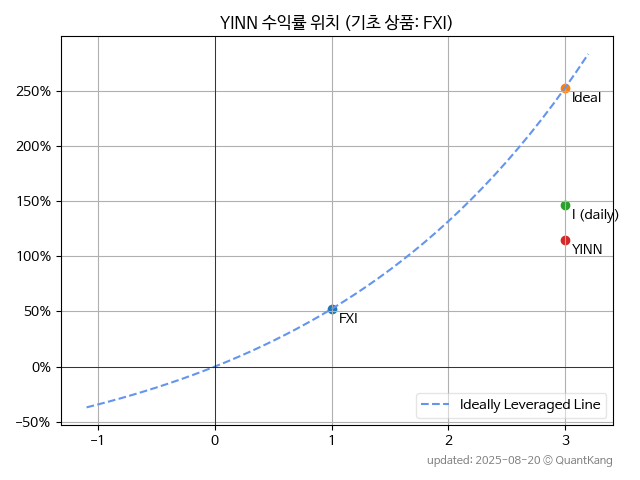 YINN 수익률 위치 (기초 상품: FXI)
250%
200%
150%
100%
50%
0%
−50%
Ideal
I (daily)
YINN
FXI
Ideally Leveraged Line
−1
0
1
2
3
updated: 2025-08-20 © QuantKang